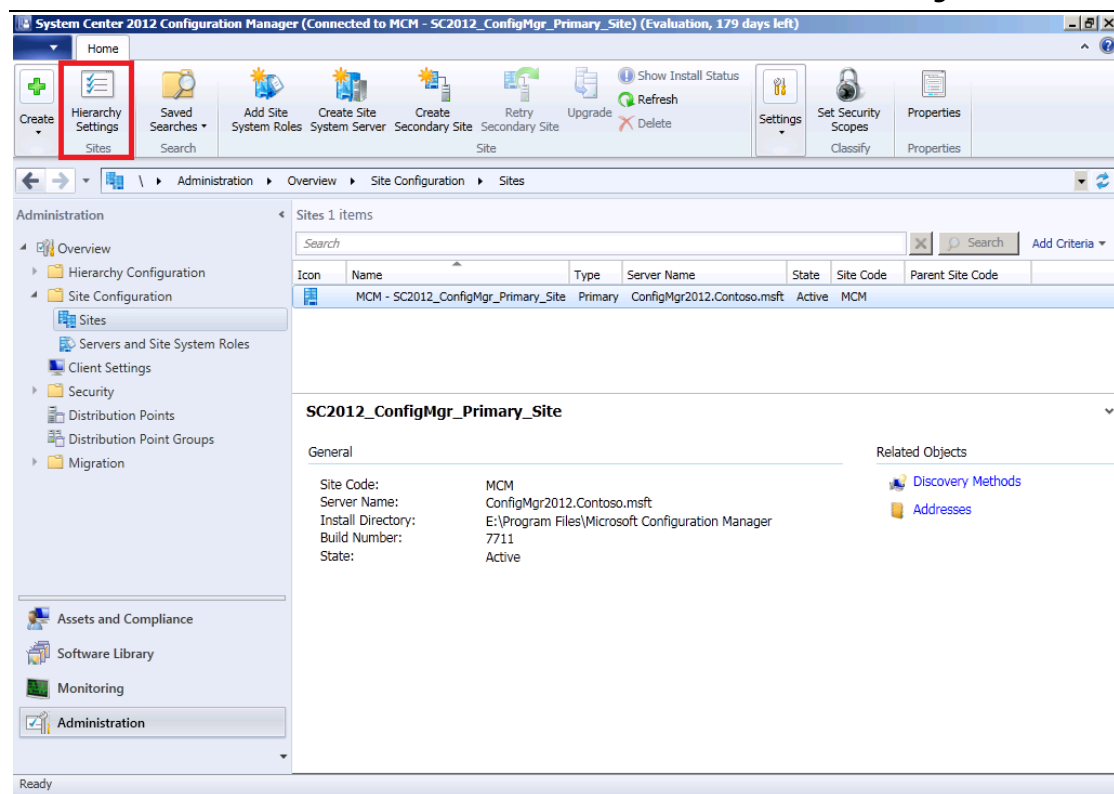 System Center 2012 Configuration Manager (Connected to MCM - SC2012_ConfigMgr_Primary_Site) (Evaluation, 179 days left)
Home
Create
Hierarchy Settings
Saved Searches
Add Site System Roles
Create Site System Server
Create Secondary Site
Retry Secondary Site
Upgrade
Show Install Status
Refresh
Delete
Settings
Set Security Scopes
Properties
Sites
Search
Site
Classify
Properties
\ Administration Overview Site Configuration Sites
Administration
Overview
Hierarchy Configuration
Site Configuration
Sites
Servers and Site System Roles
Client Settings
Security
Distribution Points
Distribution Point Groups
Migration
Assets and Compliance
Software Library
Monitoring
Administration
Sites 1 items
Search
Search
Add Criteria
Icon Name Type Server Name State Site Code Parent Site Code
MCM - SC2012_ConfigMgr_Primary_Site Primary ConfigMgr2012.Contoso.msft Active MCM
SC2012_ConfigMgr_Primary_Site
General
Site Code: MCM
Server Name: ConfigMgr2012.Contoso.msft
Install Directory: E:\Program Files\Microsoft Configuration Manager
Build Number: 7711
State: Active
Related Objects
Discovery Methods
Addresses
Ready